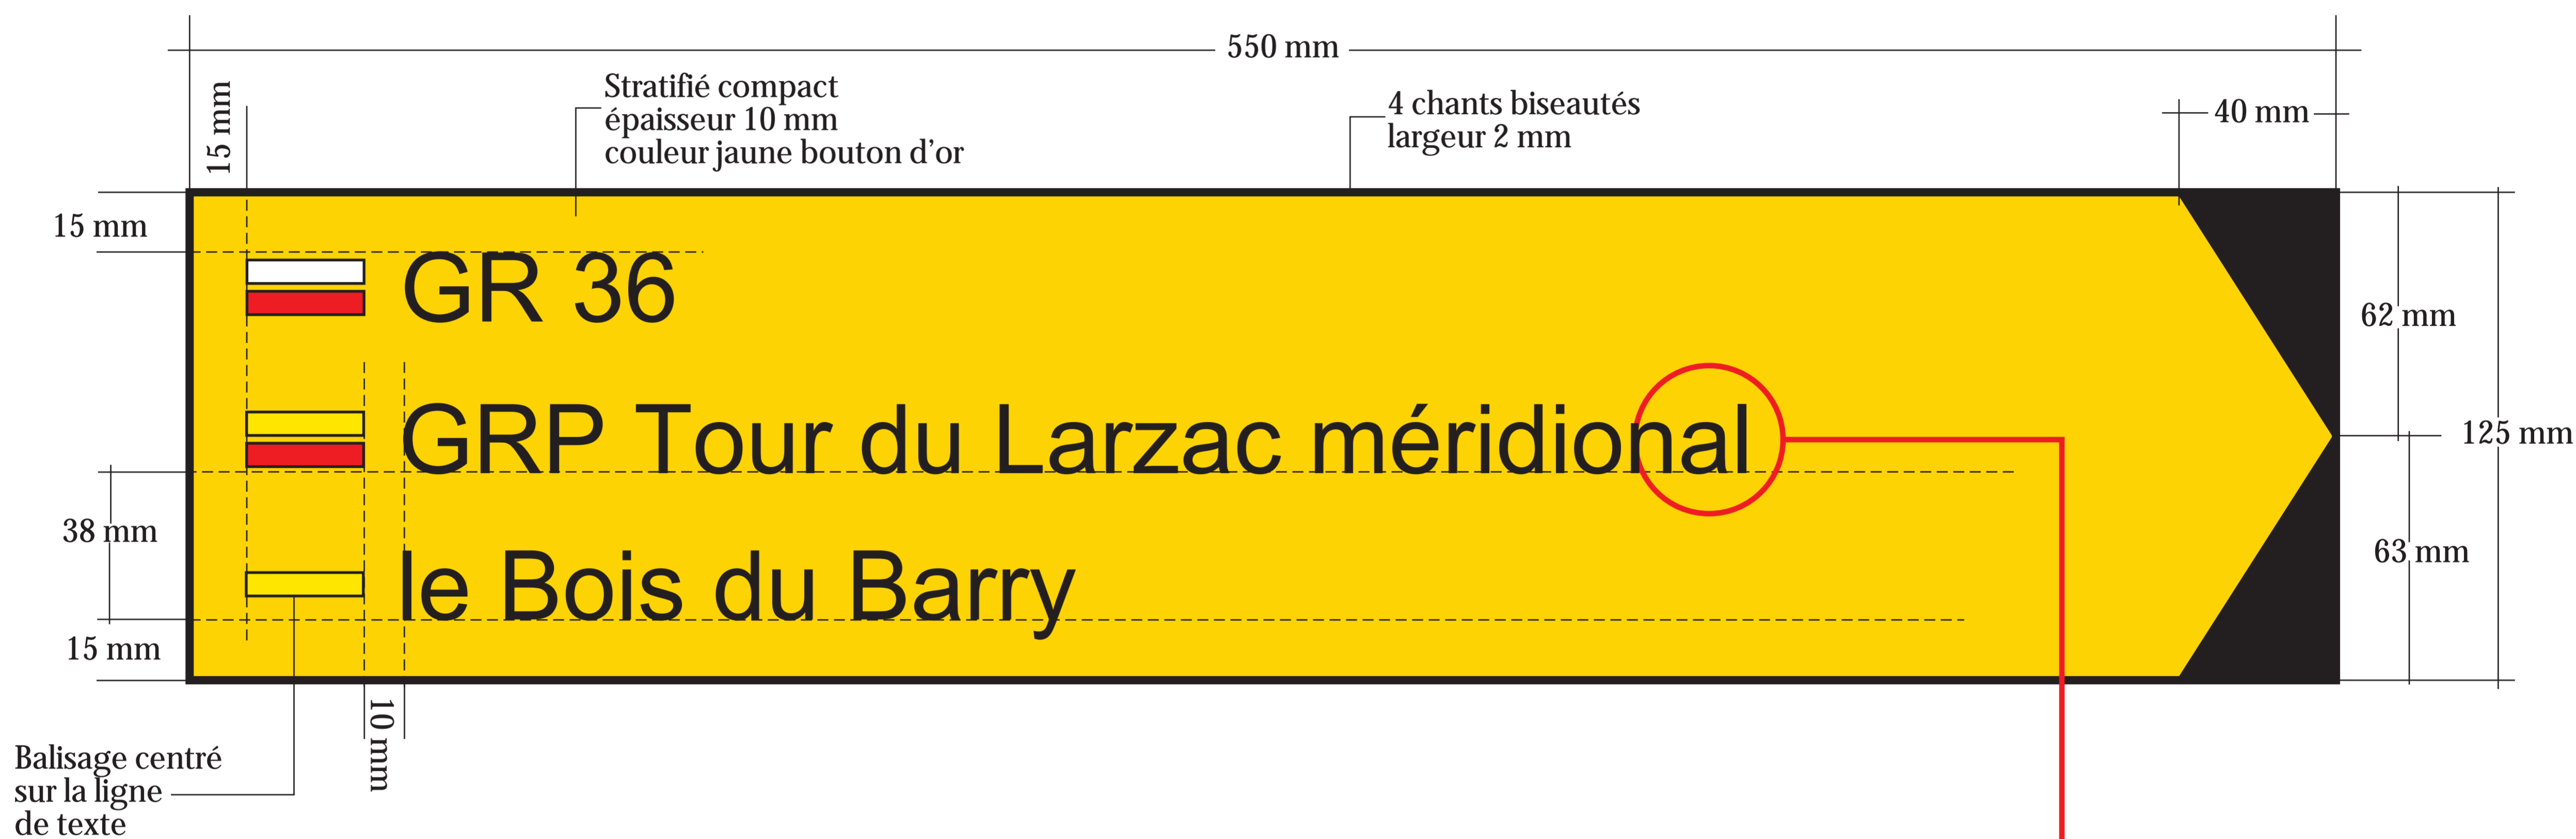 550 mm
Stratifié compact
épaisseur 10 mm
couleur jaune bouton d'or
4 chants biseautés
largeur 2 mm
40 mm
15 mm
15 mm
GR 36
62 mm
GRP Tour du Larzac méridional
125 mm
38 mm
63 mm
le Bois du Barry
15 mm
10 mm
Balisage centré
sur la ligne
de texte